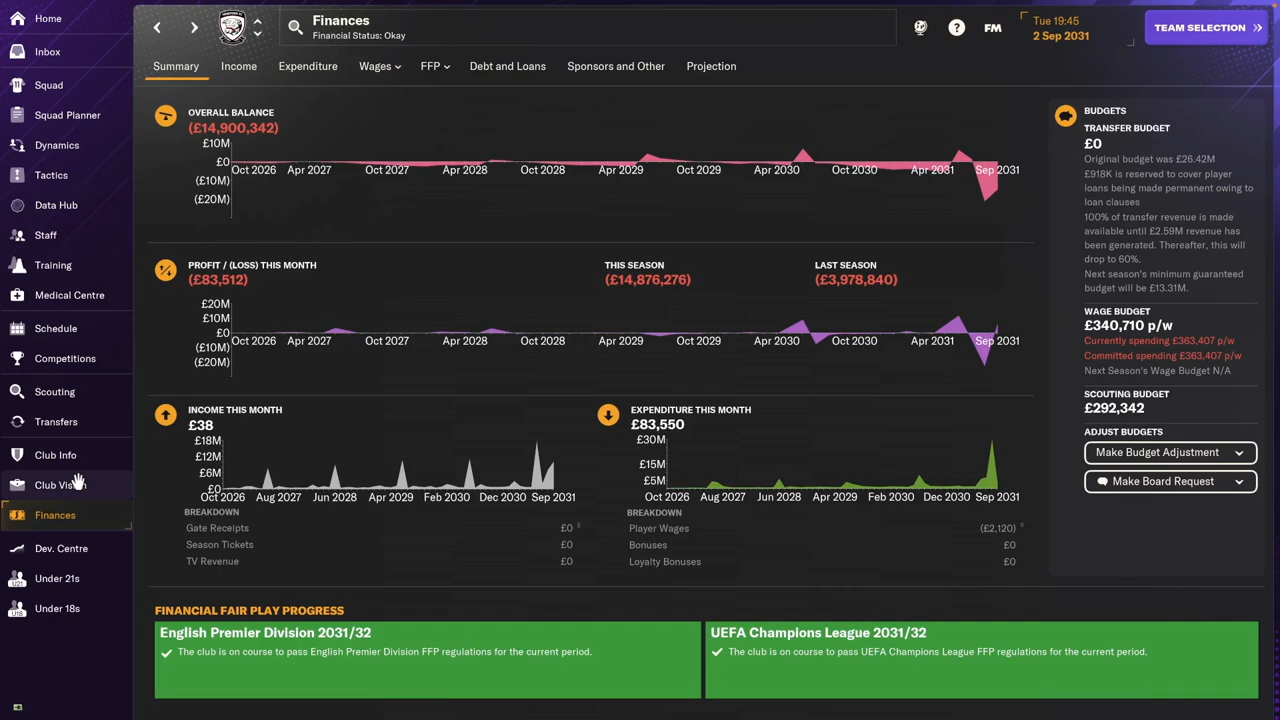 Home
Inbox
Squad
Squad Planner
Dynamics
Tactics
Data Hub
Staff
Training
Medical Centre
Schedule
Competitions
Scouting
Transfers
Club Info
Club Vision
Finances
Dev. Centre
U21 Under 21s
U18 Under 18s
Finances
Financial Status: Okay
? FM
Tue 19:45
2 Sep 2031
TEAM SELECTION
Summary Income Expenditure Wages FFP Debt and Loans Sponsors and Other Projection
OVERALL BALANCE
(£14,900,342)
£10M
£0
(£10M)
(£20M)
Oct 2026 Apr 2027 Oct 2027 Apr 2028 Oct 2028 Apr 2029 Oct 2029 Apr 2030 Oct 2030 Apr 2031 Sep 2031
PROFIT / (LOSS) THIS MONTH THIS SEASON LAST SEASON
(£83,512) (£14,876,276) (£3,978,840)
£20M
£10M
£0
(£10M)
(£20M)
Oct 2026 Apr 2027 Oct 2027 Apr 2028 Oct 2028 Apr 2029 Oct 2029 Apr 2030 Oct 2030 Apr 2031 Sep 2031
INCOME THIS MONTH
£38
£18M
£12M
£6M
£0
Oct 2026 Aug 2027 Jun 2028 Apr 2029 Feb 2030 Dec 2030 Sep 2031
BREAKDOWN
Gate Receipts £0
Season Tickets £0
TV Revenue £0
EXPENDITURE THIS MONTH
£83,550
£30M
£15M
£5M
Oct 2026 Aug 2027 Jun 2028 Apr 2029 Feb 2030 Dec 2030 Sep 2031
BREAKDOWN
Player Wages (£2,120)
Bonuses £0
Loyalty Bonuses £0
BUDGETS
TRANSFER BUDGET
£0
Original budget was £26.42M
£918K is reserved to cover player
loans being made permanent owing to
loan clauses
100% of transfer revenue is made
available until £2.59M revenue has
been generated. Thereafter, this will
drop to 60%.
Next season's minimum guaranteed
budget will be £13.31M.
WAGE BUDGET
£340,710 p/w
Currently spending £363,407 p/w
Committed spending £363,407 p/w
Next Season's Wage Budget N/A
SCOUTING BUDGET
£292,342
ADJUST BUDGETS
Make Budget Adjustment
Make Board Request
FINANCIAL FAIR PLAY PROGRESS
English Premier Division 2031/32
The club is on course to pass English Premier Division FFP regulations for the current period.
UEFA Champions League 2031/32
The club is on course to pass UEFA Champions League FFP regulations for the current period.